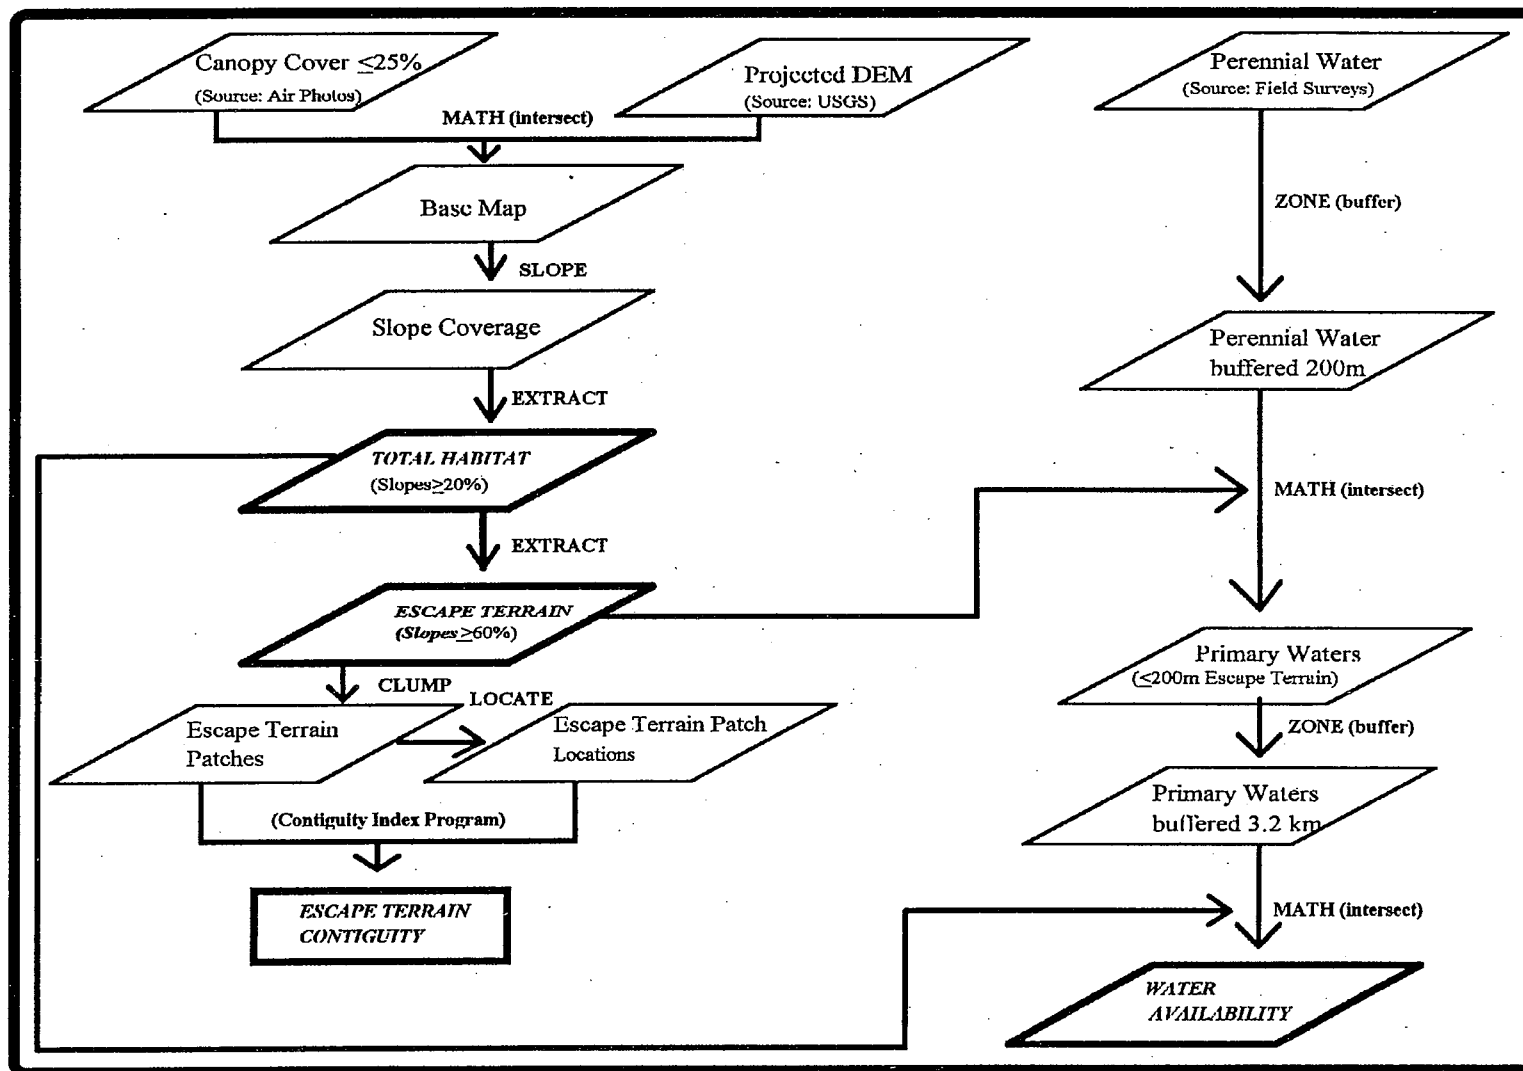 Canopy Cover ≤25%
(Source: Air Photos)
Projected DEM
(Source: USGS)
Perennial Water
(Source: Field Surveys)
MATH (intersect)
Base Map
ZONE (buffer)
SLOPE
Slope Coverage
Perennial Water
buffered 200m
EXTRACT
TOTAL HABITAT
(Slopes≥20%)
MATH (intersect)
EXTRACT
ESCAPE TERRAIN
(Slopes≥60%)
Primary Waters
(≤200m Escape Terrain)
CLUMP
LOCATE
Escape Terrain
Patches
Escape Terrain Patch
Locations
ZONE (buffer)
Primary Waters
buffered 3.2 km
(Contiguity Index Program)
ESCAPE TERRAIN
CONTIGUITY
MATH (intersect)
WATER
AVAILABILITY